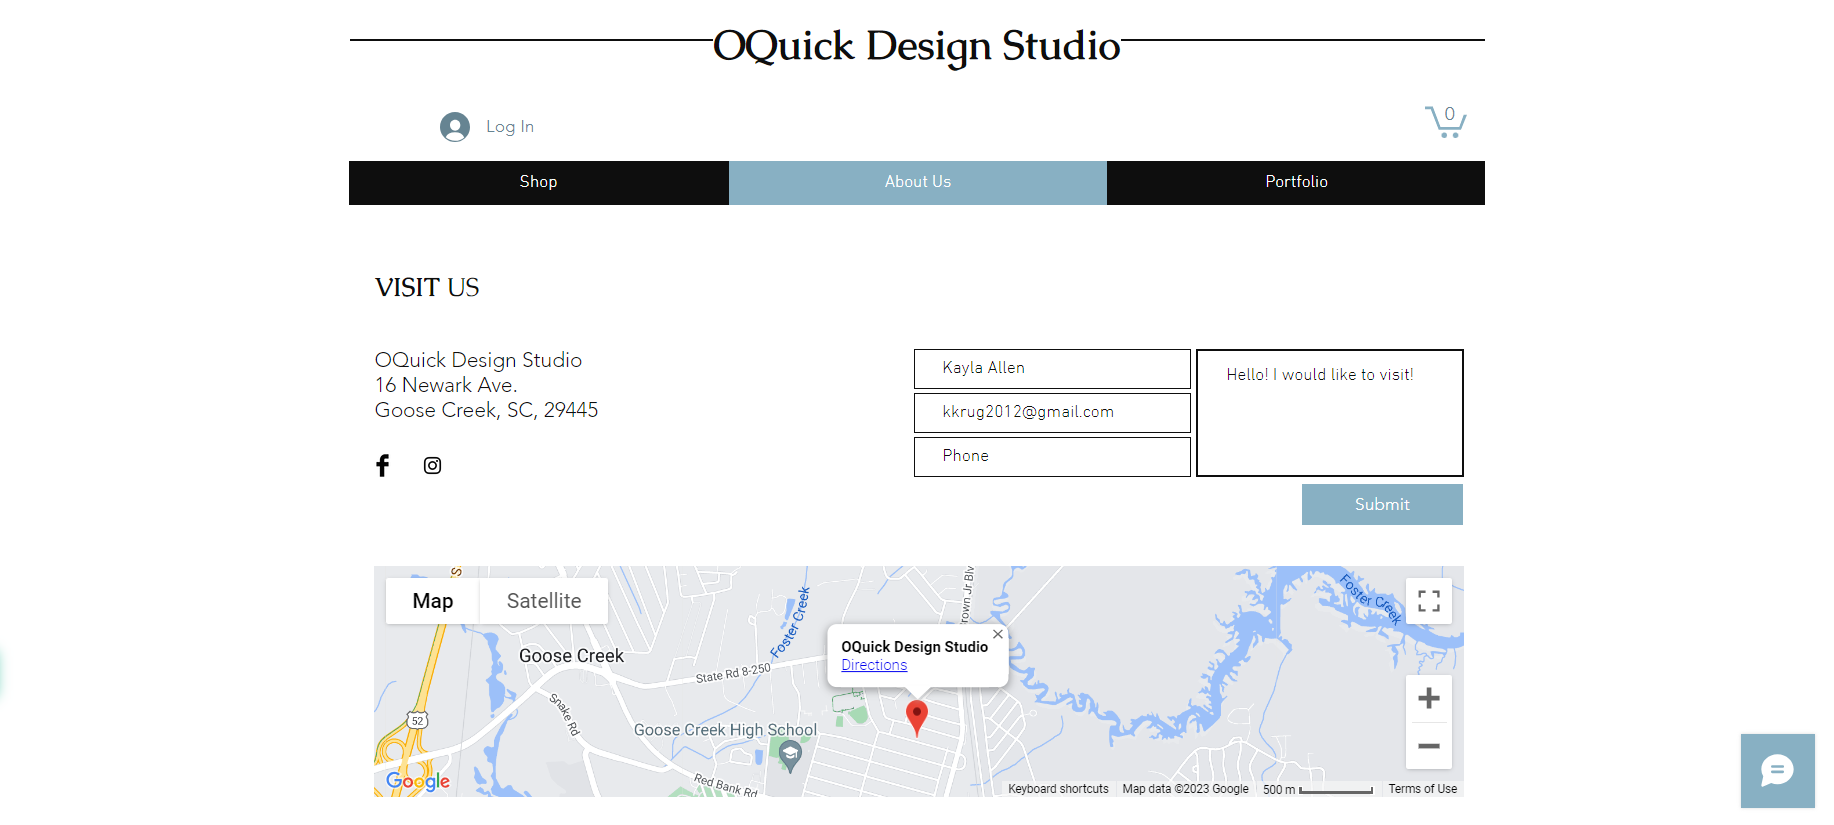 OQuick Design Studio
Log In
0
Shop
About Us
Portfolio
VISIT US
OQuick Design Studio
16 Newark Ave.
Goose Creek, SC, 29445
Kayla Allen
kkrug2012@gmail.com
Phone
Hello! I would like to visit!
Submit
Map
Satellite
S
Foster Creek
rown Jr Blv
Foster Creek
OQuick Design Studio
Directions
Goose Creek
State Rd 8-250
52
Snake Rd
Goose Creek High School
Red Bank Rd
Google
Keyboard shortcuts
Map data ©2023 Google
500 m
Terms of Use